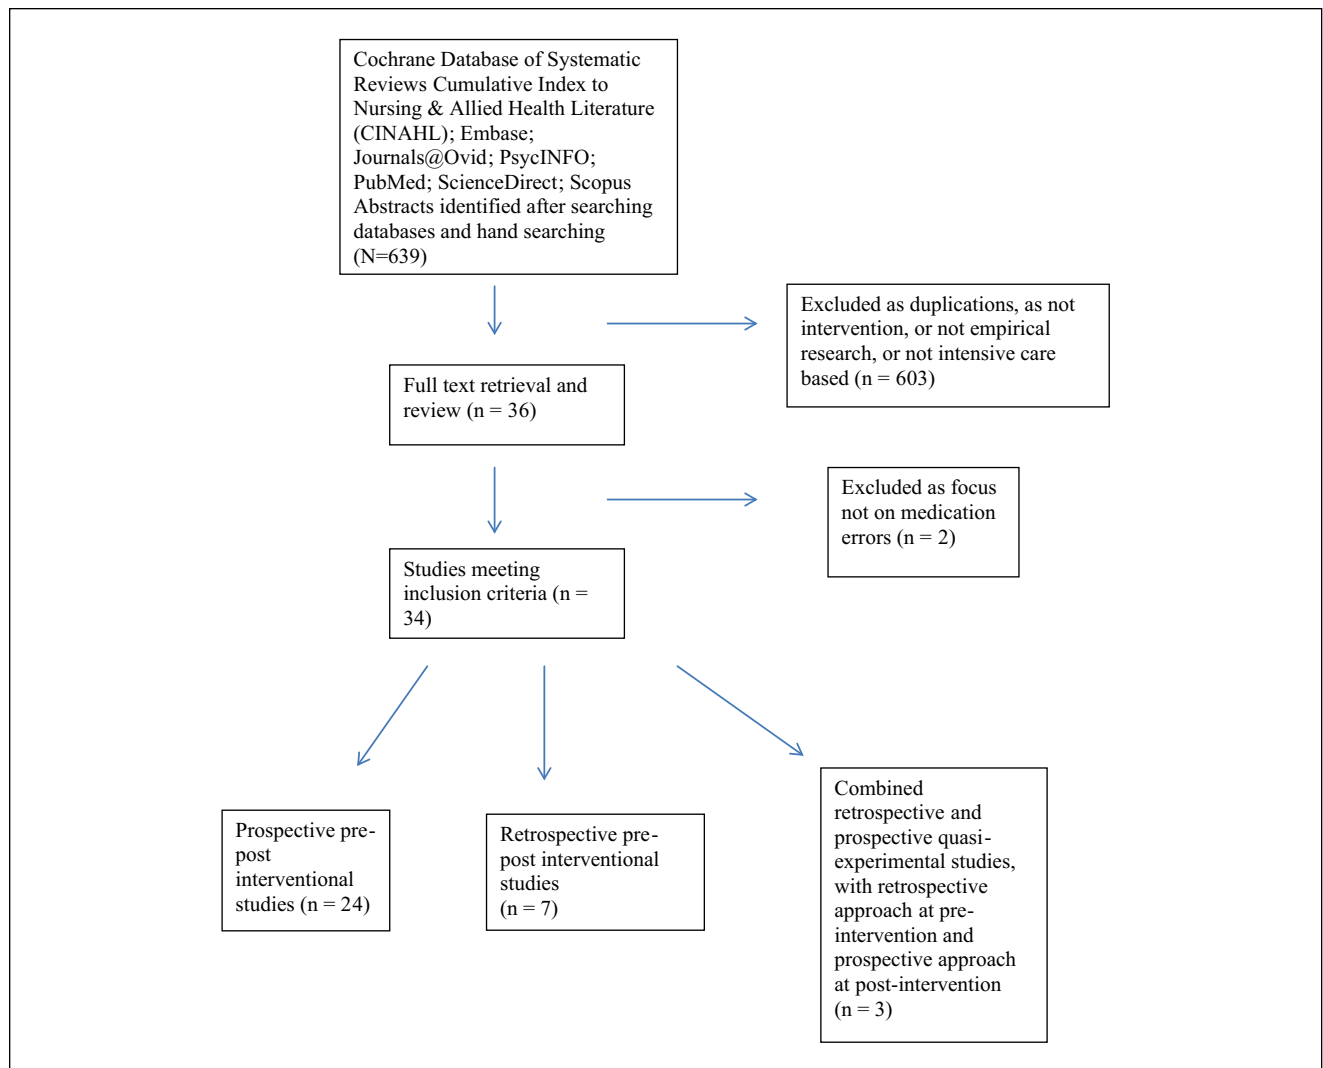 Cochrane Database of Systematic
Reviews Cumulative Index to
Nursing & Allied Health Literature
(CINAHL); Embase;
Journals@Ovid; PsycINFO;
PubMed; ScienceDirect; Scopus
Abstracts identified after searching
databases and hand searching
(N=639)
Excluded as duplications, as not
intervention, or not empirical
research, or not intensive care
based (n = 603)
Full text retrieval and
review (n = 36)
Excluded as focus
not on medication
errors (n = 2)
Studies meeting
inclusion criteria (n =
34)
Prospective pre-
post
interventional
studies (n = 24)
Retrospective pre-
post interventional
studies
(n = 7)
Combined
retrospective and
prospective quasi-
experimental studies,
with retrospective
approach at pre-
intervention and
prospective approach
at post-intervention
(n = 3)